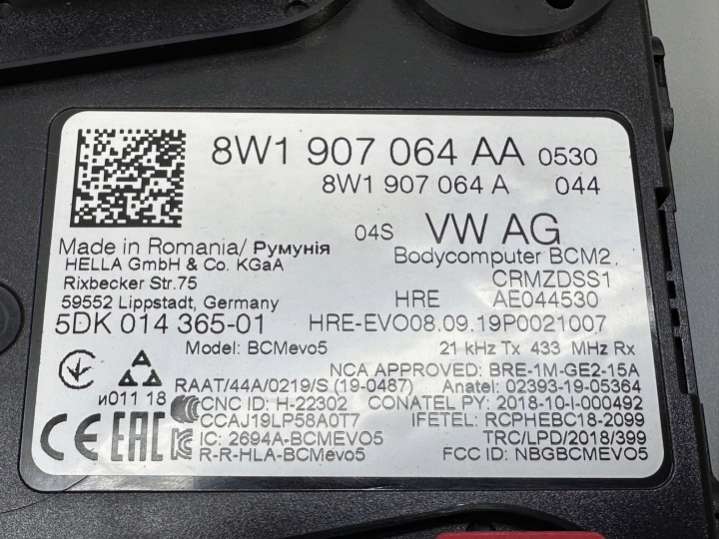 8W1 907 064 AA 0530
8W1 907 064 A 044
04S VW AG
Made in Romania/ Румунія
Bodycomputer BCM2,
HELLA GmbH & Co. KGaA
CRMZDSS1
Rixbecker Str.75
HRE AE044530
59552 Lippstadt, Germany
5DK 014 365-01 HRE-EVO08.09.19P0021007
Model: BCMevo5 21 kHz Tx 433 MHz Rx
NCA APPROVED: BRE-1M-GE2-15A
RAAT/44A/0219/S (19-0487) Anatel: 02393-19-05364
и011 18
CNC ID: H-22302 CONATEL PY: 2018-10-I-000492
CCAJ19LP58A0T7 IFETEL: RCPHEBC18-2099
CE EAC IC: 2694A-BCMEVO5 TRC/LPD/2018/399
R-R-HLA-BCMevo5 FCC ID: NBGBCMEVO5